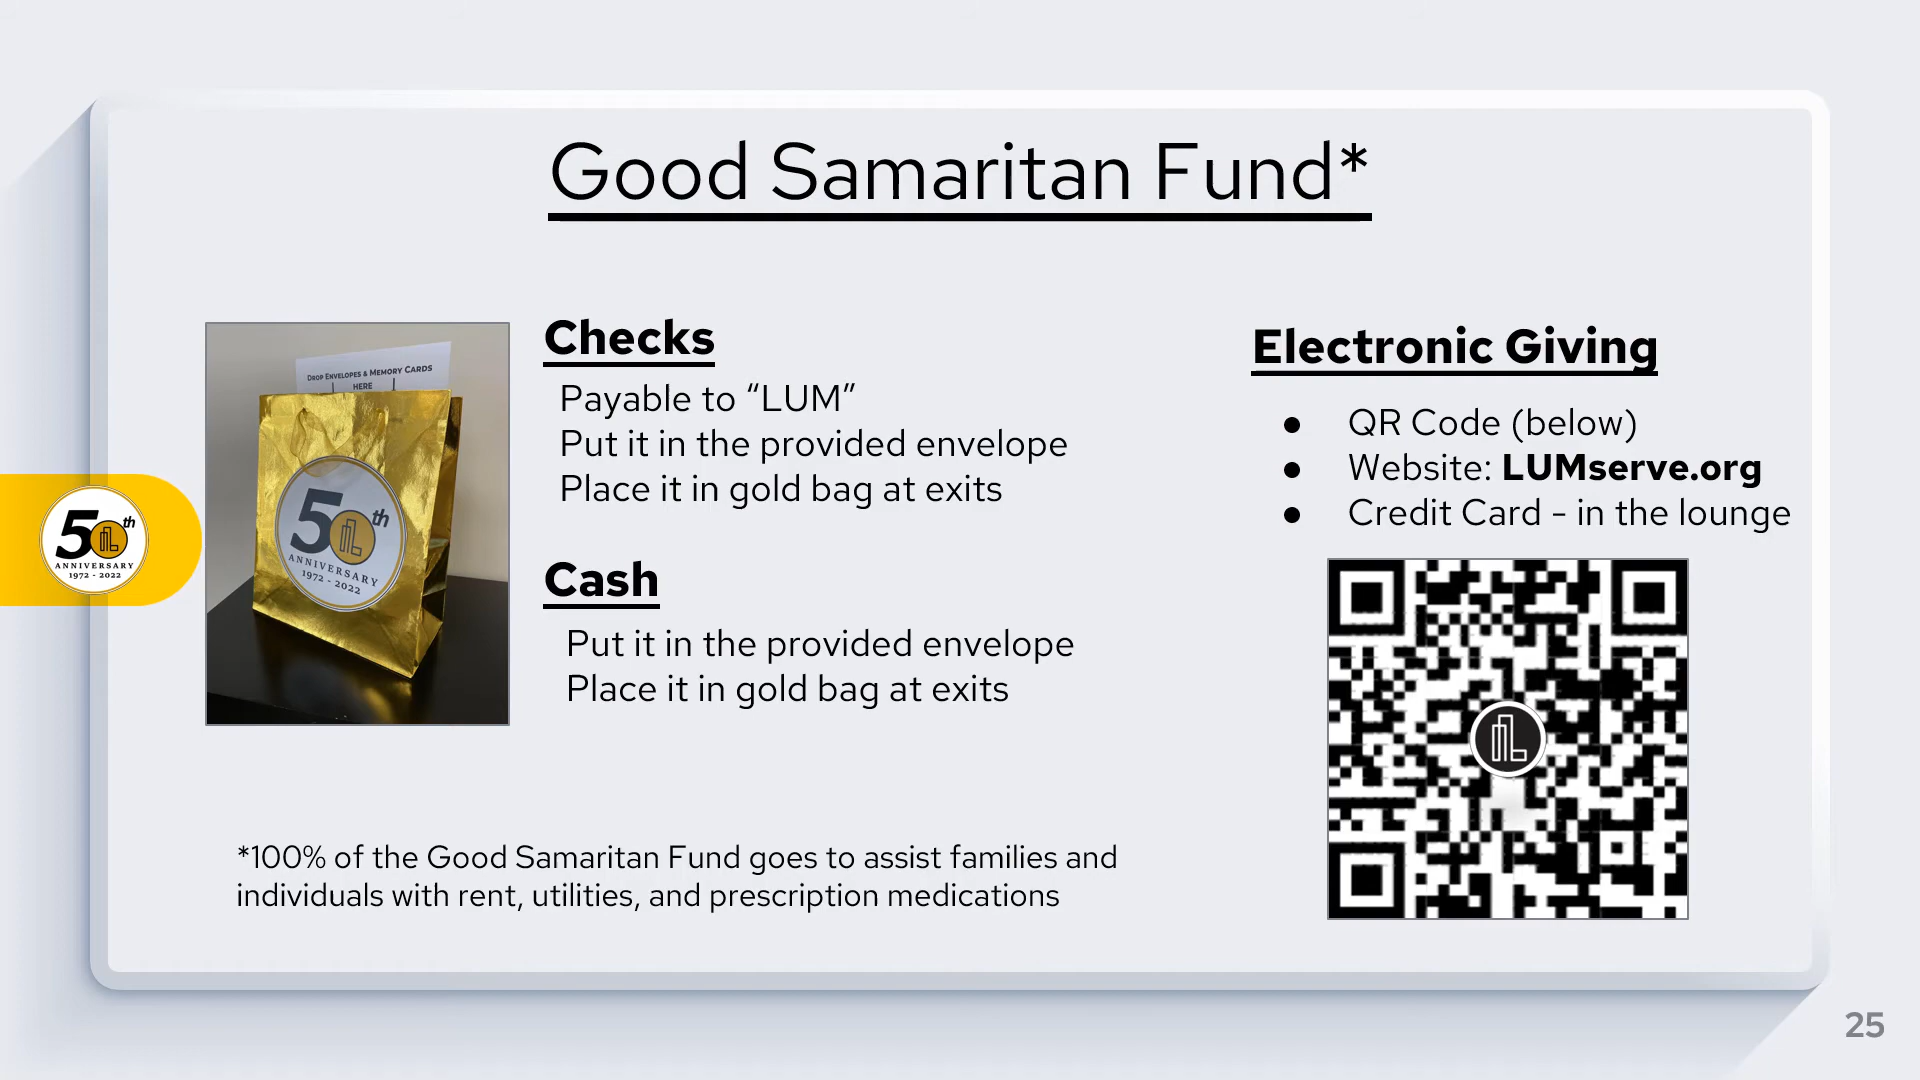 Good Samaritan Fund*
DROP ENVELOPES & MEMORY CARDS
HERE
50th
ANNIVERSARY
1972 - 2022
50th
ANNIVERSARY
1972 - 2022
Checks
Payable to “LUM”
Put it in the provided envelope
Place it in gold bag at exits
Cash
Put it in the provided envelope
Place it in gold bag at exits
Electronic Giving
● QR Code (below)
● Website: LUMserve.org
● Credit Card - in the lounge
*100% of the Good Samaritan Fund goes to assist families and
individuals with rent, utilities, and prescription medications
25